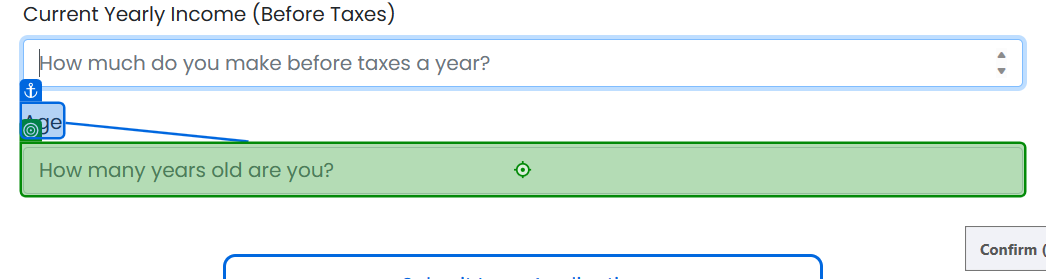 Current Yearly Income (Before Taxes)
How much do you make before taxes a year?
Age
How many years old are you?
Confirm (